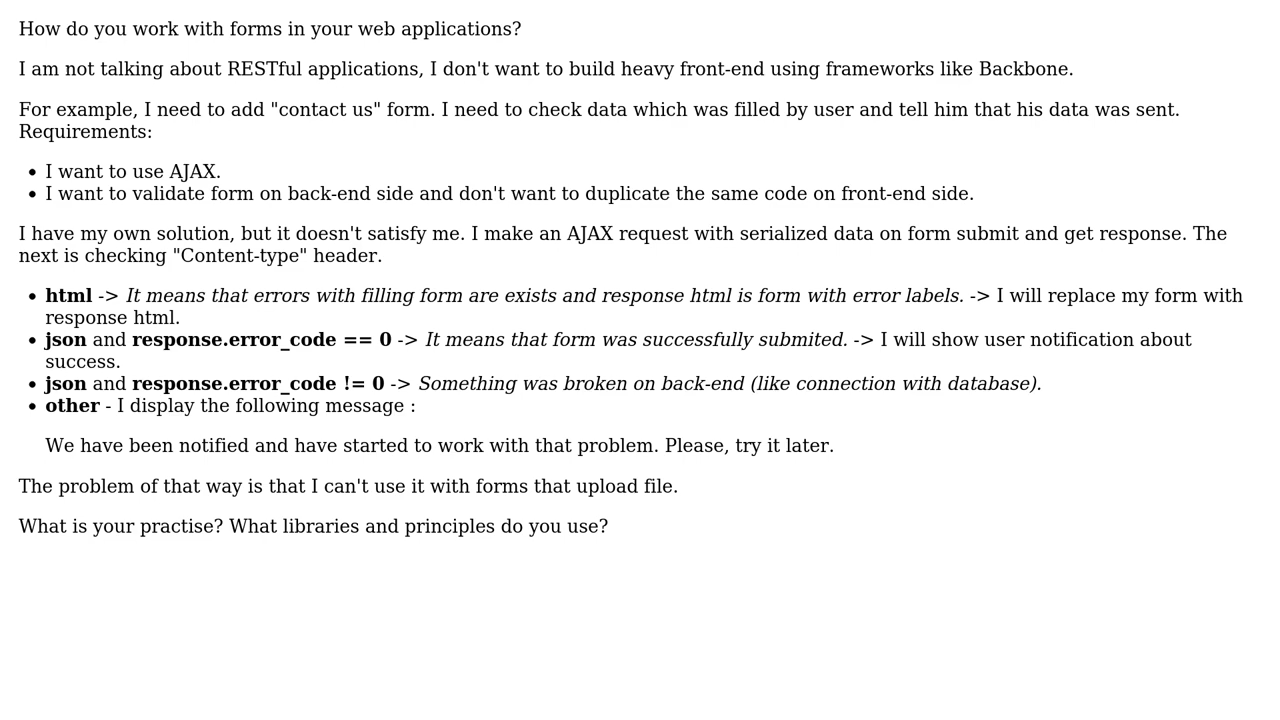 How do you work with forms in your web applications?
I am not talking about RESTful applications, I don't want to build heavy front-end using frameworks like Backbone.
For example, I need to add "contact us" form. I need to check data which was filled by user and tell him that his data was sent.
Requirements:
• I want to use AJAX.
• I want to validate form on back-end side and don't want to duplicate the same code on front-end side.
I have my own solution, but it doesn't satisfy me. I make an AJAX request with serialized data on form submit and get response. The
next is checking "Content-type" header.
• html -> It means that errors with filling form are exists and response html is form with error labels. -> I will replace my form with
response html.
• json and response.error_code == 0 -> It means that form was successfully submited. -> I will show user notification about
success.
• json and response.error_code != 0 -> Something was broken on back-end (like connection with database).
• other - I display the following message :
We have been notified and have started to work with that problem. Please, try it later.
The problem of that way is that I can't use it with forms that upload file.
What is your practise? What libraries and principles do you use?